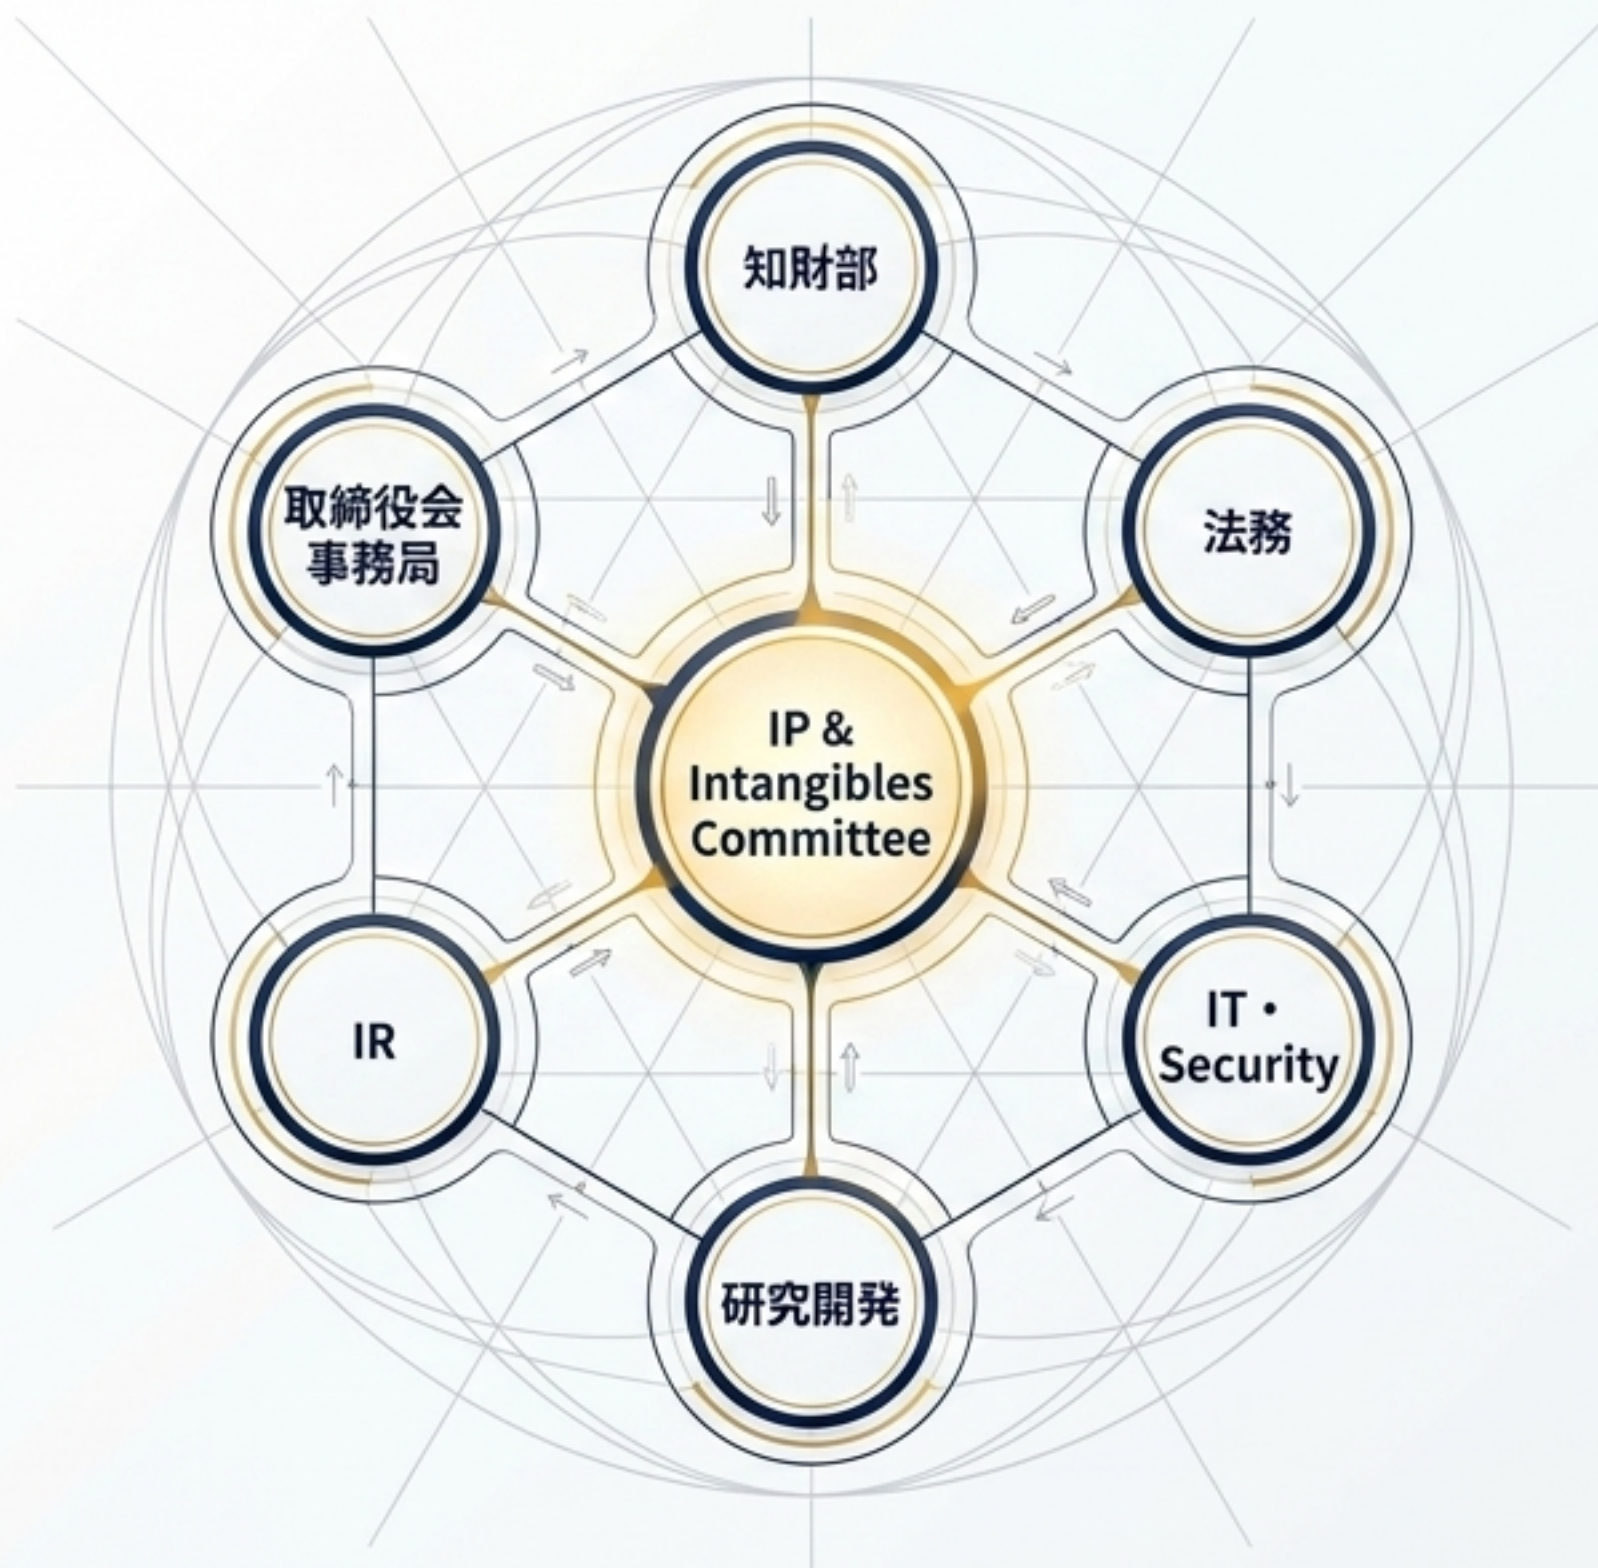 知財部
取締役会
事務局
法務
IP &
Intangibles
Committee
IR
IT・
Security
研究開発